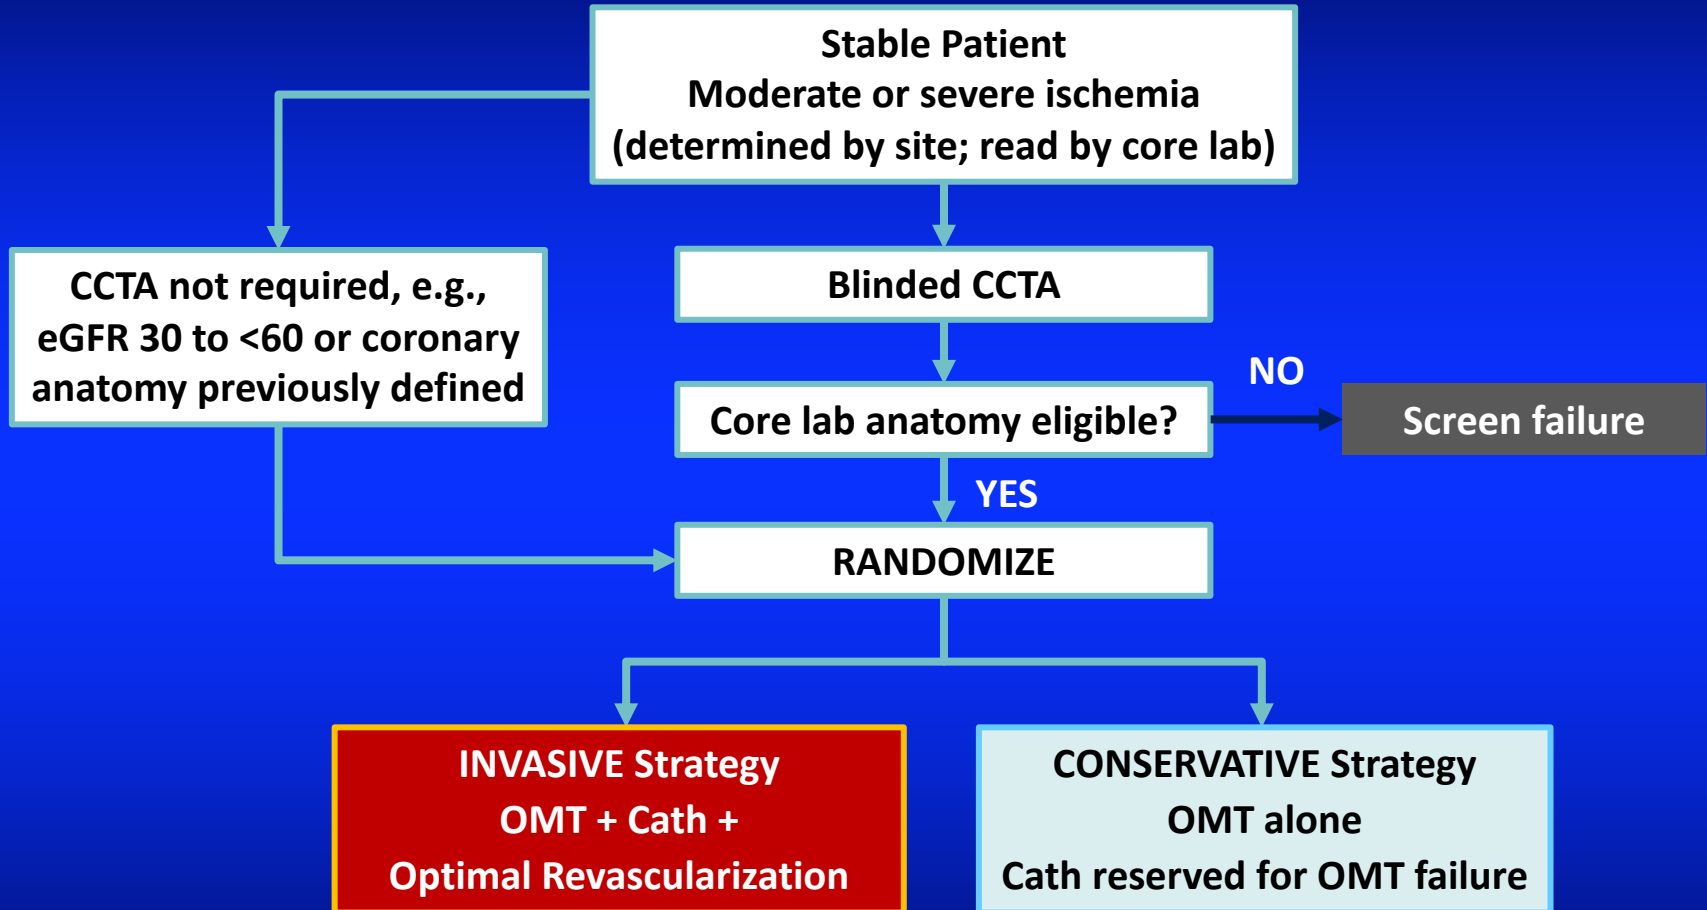 Stable Patient
Moderate or severe ischemia
(determined by site; read by core lab)
CCTA not required, e.g.,
eGFR 30 to <60 or coronary
anatomy previously defined
Blinded CCTA
Core lab anatomy eligible?
NO
Screen failure
YES
RANDOMIZE
INVASIVE Strategy
OMT + Cath +
Optimal Revascularization
CONSERVATIVE Strategy
OMT alone
Cath reserved for OMT failure